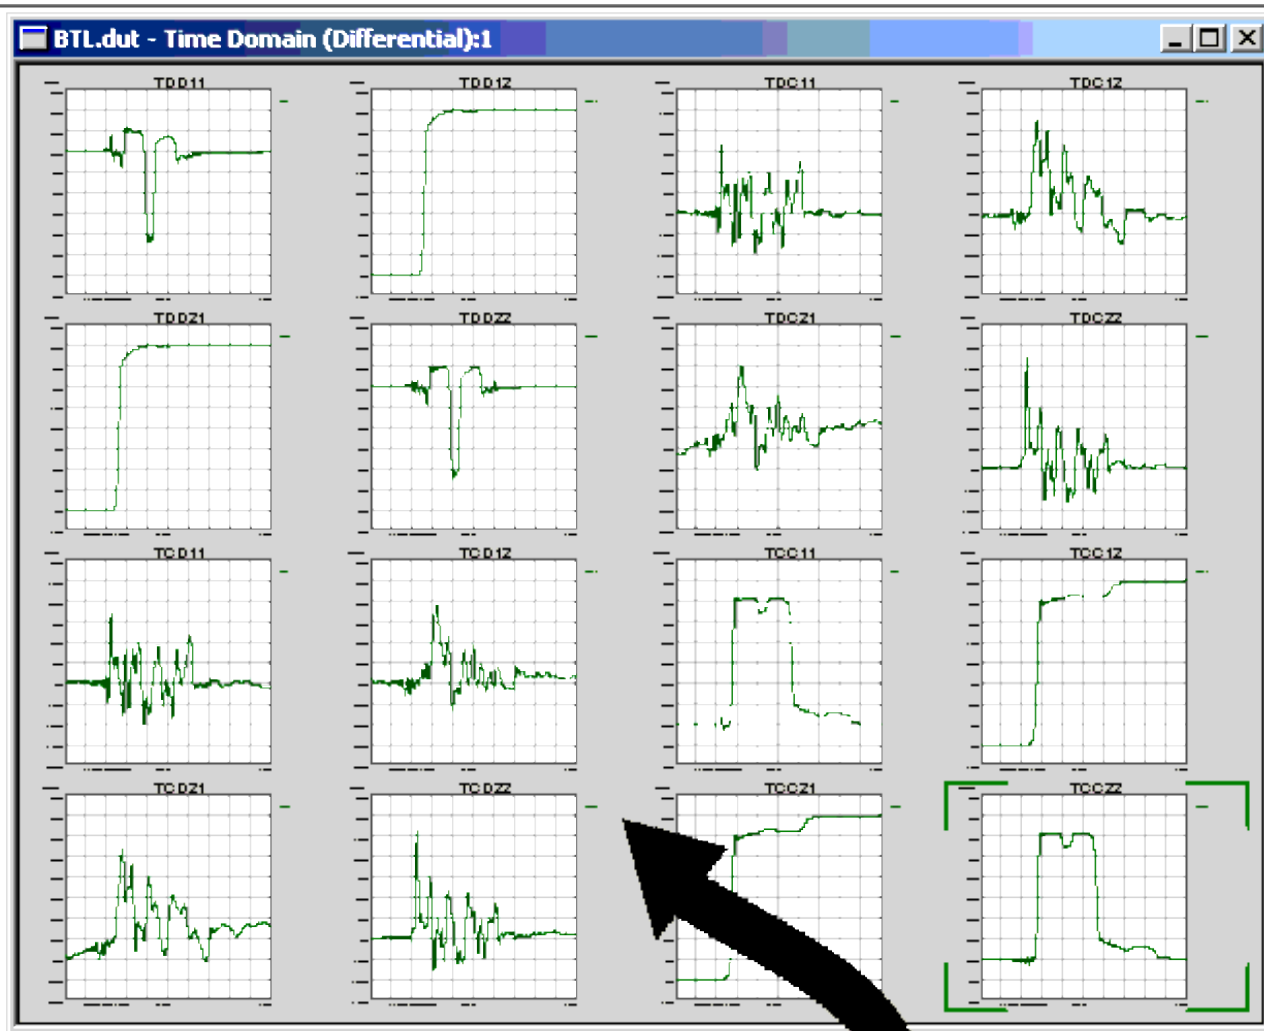 BTL.dut - Time Domain (Differential):1
TDD11 TDD12 TDC11 TDC12
TDD21 TDD22 TDC21 TDC22
TCD11 TCD12 TCC11 TCC12
TCD21 TCD22 TCC21 TCC22